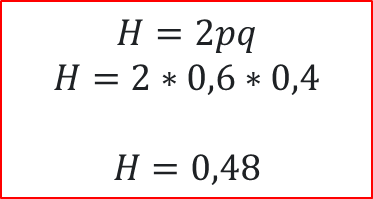 H = 2pq
H = 2 * 0,6 * 0,4
H = 0,48